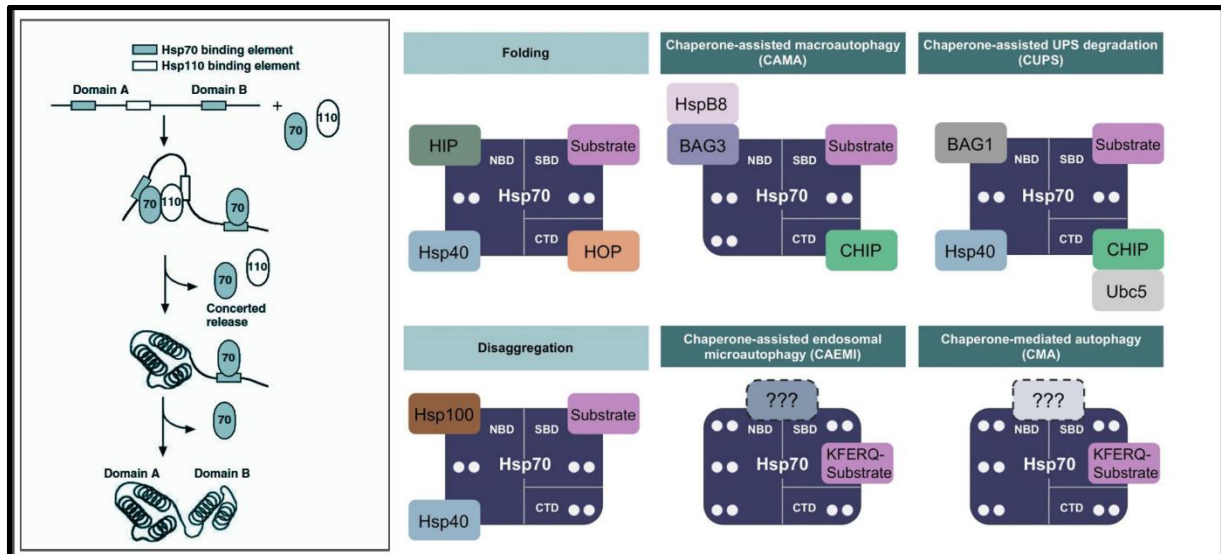 Hsp70 binding element
Hsp110 binding element
Domain A
Domain B
+
70
110
70
110
70
70
110
Concerted
release
70
70
Domain A
Domain B
Folding
HIP
Substrate
NBD
SBD
Hsp70
CTD
Hsp40
HOP
Chaperone-assisted macroautophagy
(CAMA)
HspB8
BAG3
Substrate
NBD
SBD
Hsp70
CTD
CHIP
Chaperone-assisted UPS degradation
(CUPS)
BAG1
Substrate
NBD
SBD
Hsp70
CTD
Hsp40
CHIP
Ubc5
Disaggregation
Hsp100
Substrate
NBD
SBD
Hsp70
CTD
Hsp40
Chaperone-assisted endosomal
microautophagy (CAEMI)
???
NBD
SBD
Hsp70
KFERQ-
Substrate
CTD
Chaperone-mediated autophagy
(CMA)
???
NBD
SBD
Hsp70
KFERQ-
Substrate
CTD